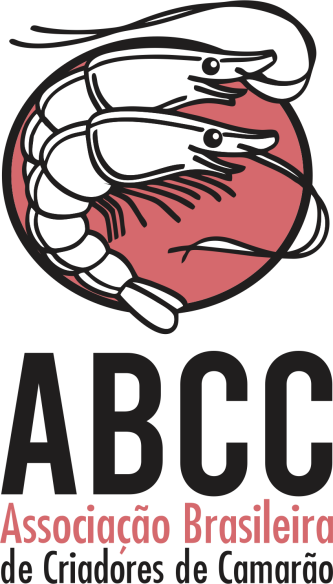 ABCC
Associação Brasileira
de Criadores de Camarão